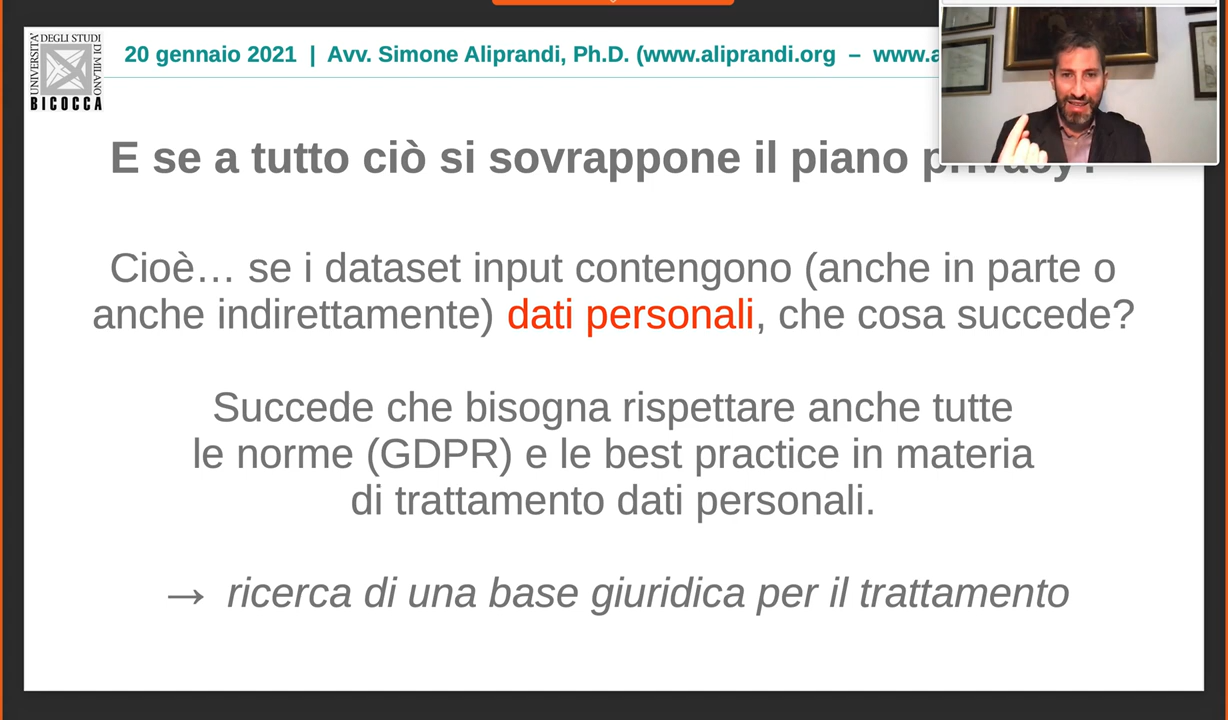 UNIVERSITA' DEGLI STUDI DI MILANO
BICOCCA
20 gennaio 2021 | Avv. Simone Aliprandi, Ph.D. (www.aliprandi.org – www.a
E se a tutto ciò si sovrappone il piano privacy?
Cioè… se i dataset input contengono (anche in parte o
anche indirettamente) dati personali, che cosa succede?
Succede che bisogna rispettare anche tutte
le norme (GDPR) e le best practice in materia
di trattamento dati personali.
→ ricerca di una base giuridica per il trattamento